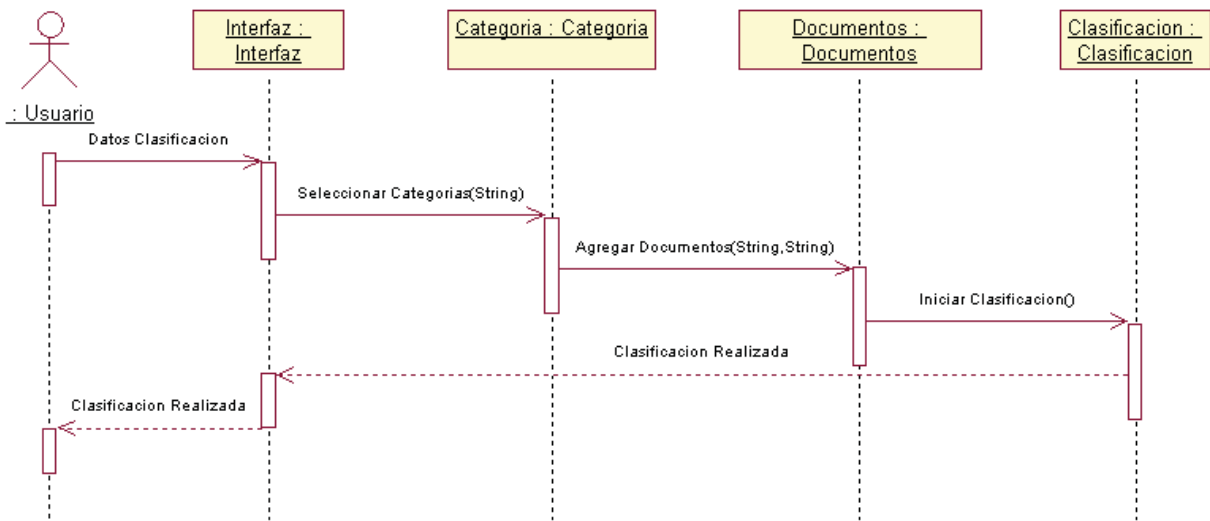 Interfaz :
Interfaz
Categoria : Categoria
Documentos :
Documentos
Clasificacion :
Clasificacion
: Usuario
Datos Clasificacion
Seleccionar Categorias(String)
Agregar Documentos(String,String)
Iniciar Clasificacion()
Clasificacion Realizada
Clasificacion Realizada